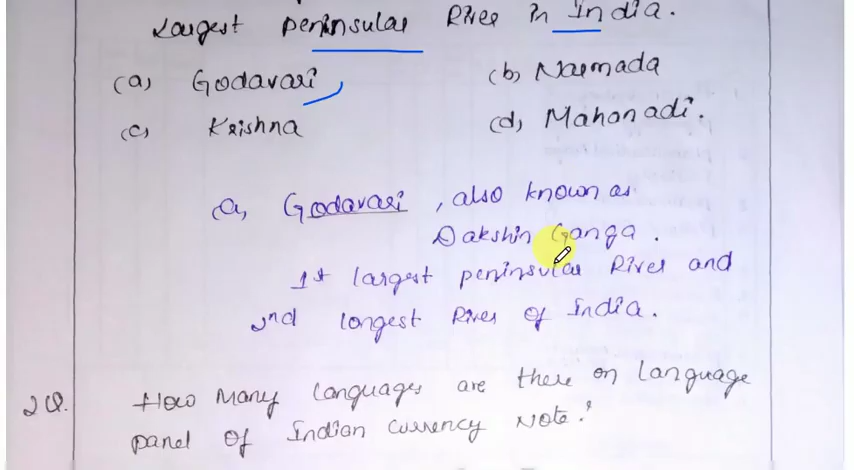 Largest peninsular River in India.
(a) Godavari (b) Narmada
(c) Krishna (d) Mahanadi.
a, Godavari, also known as
Dakshin Ganga.
1st largest peninsular River and
2nd longest River of India.
2Q. How Many languages are there on language
panel of Indian currency Note?